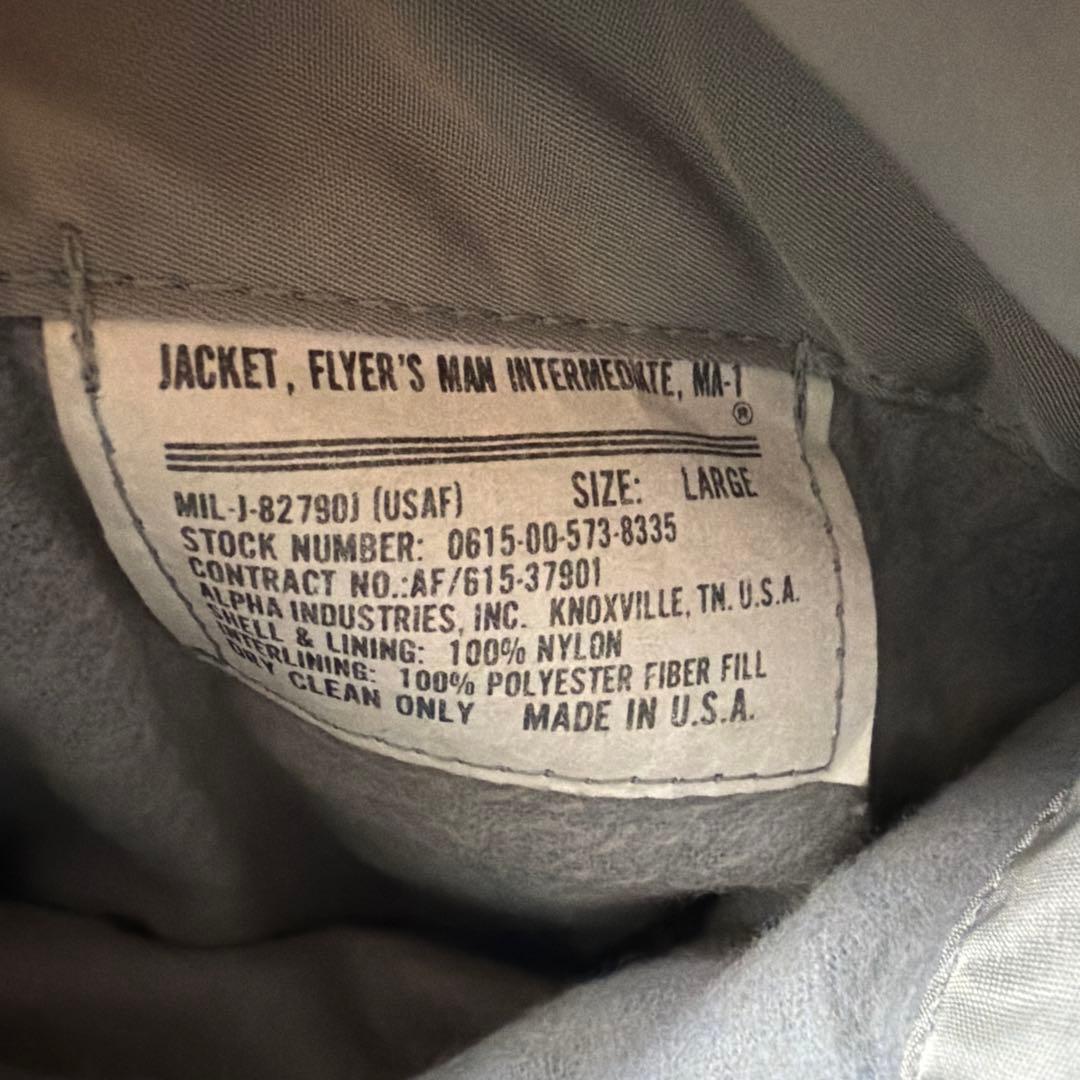 JACKET, FLYER'S MAN INTERMEDIATE, MA-1
®
MIL-J-82790J (USAF) SIZE: LARGE
STOCK NUMBER: 0615-00-573-8335
CONTRACT NO.:AF/615-37901
ALPHA INDUSTRIES, INC. KNOXVILLE, TN. U.S.A.
SHELL & LINING: 100% NYLON
INTERLINING: 100% POLYESTER FIBER FILL
DRY CLEAN ONLY MADE IN U.S.A.